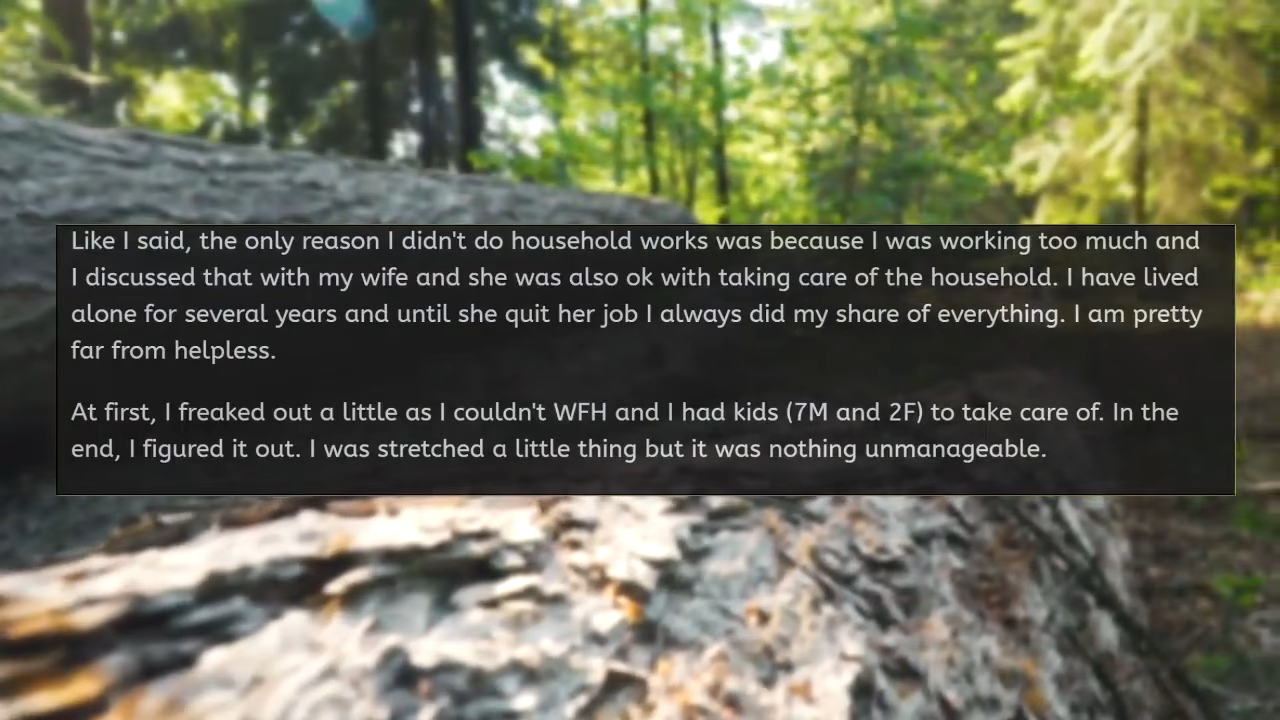 Like I said, the only reason I didn't do household works was because I was working too much and
I discussed that with my wife and she was also ok with taking care of the household. I have lived
alone for several years and until she quit her job I always did my share of everything. I am pretty
far from helpless.
At first, I freaked out a little as I couldn't WFH and I had kids (7M and 2F) to take care of. In the
end, I figured it out. I was stretched a little thing but it was nothing unmanageable.